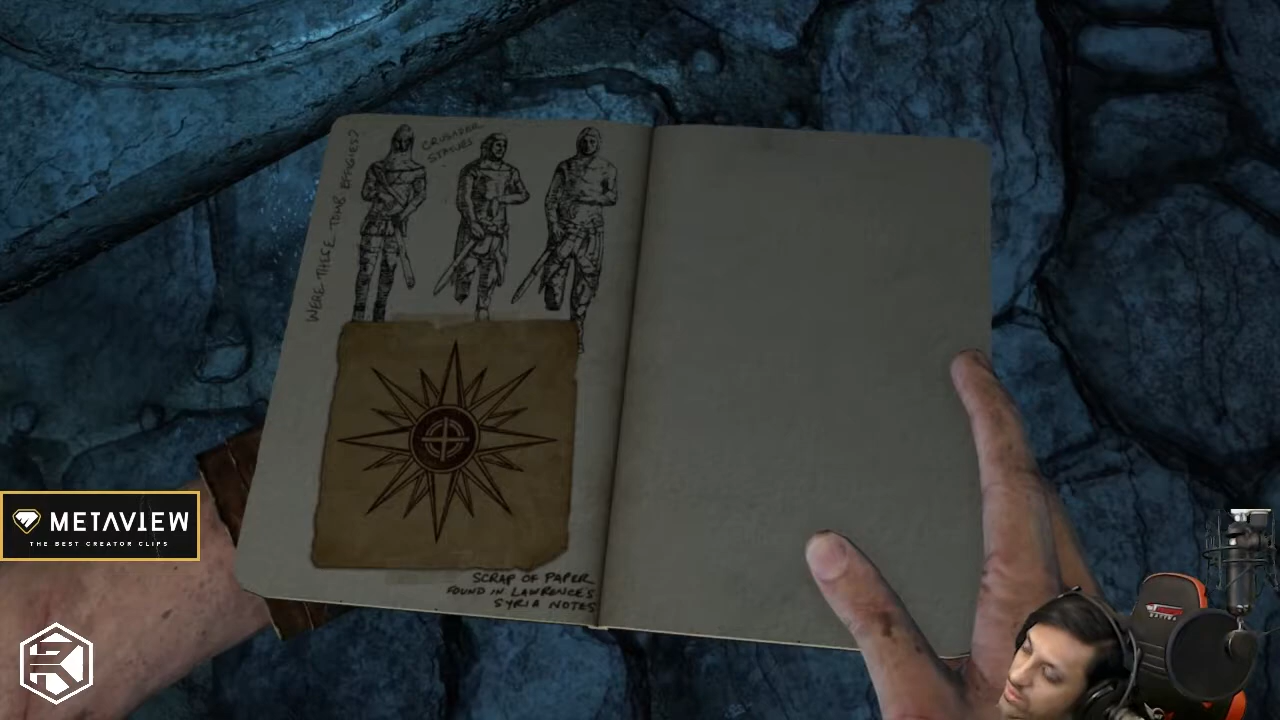 WERE THESE TOMB EFFIGIES?
CRUSADER
STATUES
SCRAP OF PAPER
FOUND IN LAWRENCE'S
SYRIA NOTES
METAVIEW
THE BEST CREATOR CLIPS